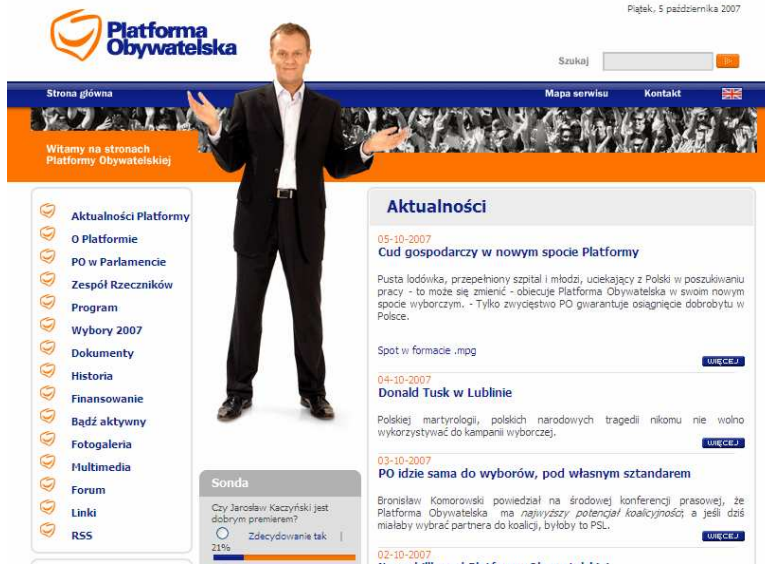 Piątek, 5 października 2007
Platforma
Obywatelska
Szukaj
Strona główna
Mapa serwisu
Kontakt
Witamy na stronach
Platformy Obywatelskiej
Aktualności Platformy
O Platformie
PO w Parlamencie
Zespół Rzeczników
Program
Wybory 2007
Dokumenty
Historia
Finansowanie
Bądź aktywny
Fotogaleria
Multimedia
Forum
Linki
RSS
Sonda
Czy Jarosław Kaczyński jest
dobrym premierem?
Zdecydowanie tak |
21%
Aktualności
05-10-2007
Cud gospodarczy w nowym spocie Platformy
Pusta lodówka, przepełniony szpital i młodzi, uciekający z Polski w poszukiwaniu
pracy - to może się zmienić - obiecuje Platforma Obywatelska w swoim nowym
spocie wyborczym. - Tylko zwycięstwo PO gwarantuje osiągnięcie dobrobytu w
Polsce.
Spot w formacie .mpg
WIĘCEJ
04-10-2007
Donald Tusk w Lublinie
Polskiej martyrologii, polskich narodowych tragedii nikomu nie wolno
wykorzystywać do kampanii wyborczej.
WIĘCEJ
03-10-2007
PO idzie sama do wyborów, pod własnym sztandarem
Bronisław Komorowski powiedział na środowej konferencji prasowej, że
Platforma Obywatelska ma najwyższy potencjał koalicyjności, a jeśli dziś
miałaby wybrać partnera do koalicji, byłoby to PSL.
WIĘCEJ
02-10-2007